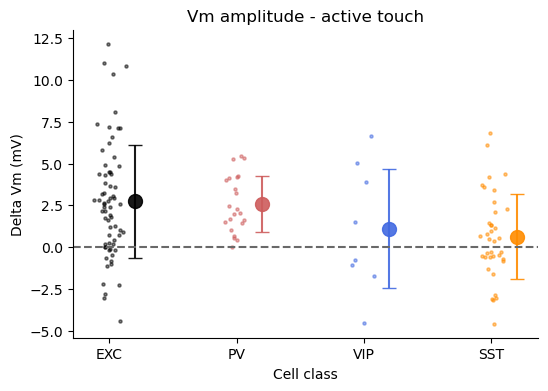 Vm amplitude - active touch
Delta Vm (mV)
12.5
10.0
7.5
5.0
2.5
0.0
−2.5
−5.0
EXC PV VIP SST
Cell class